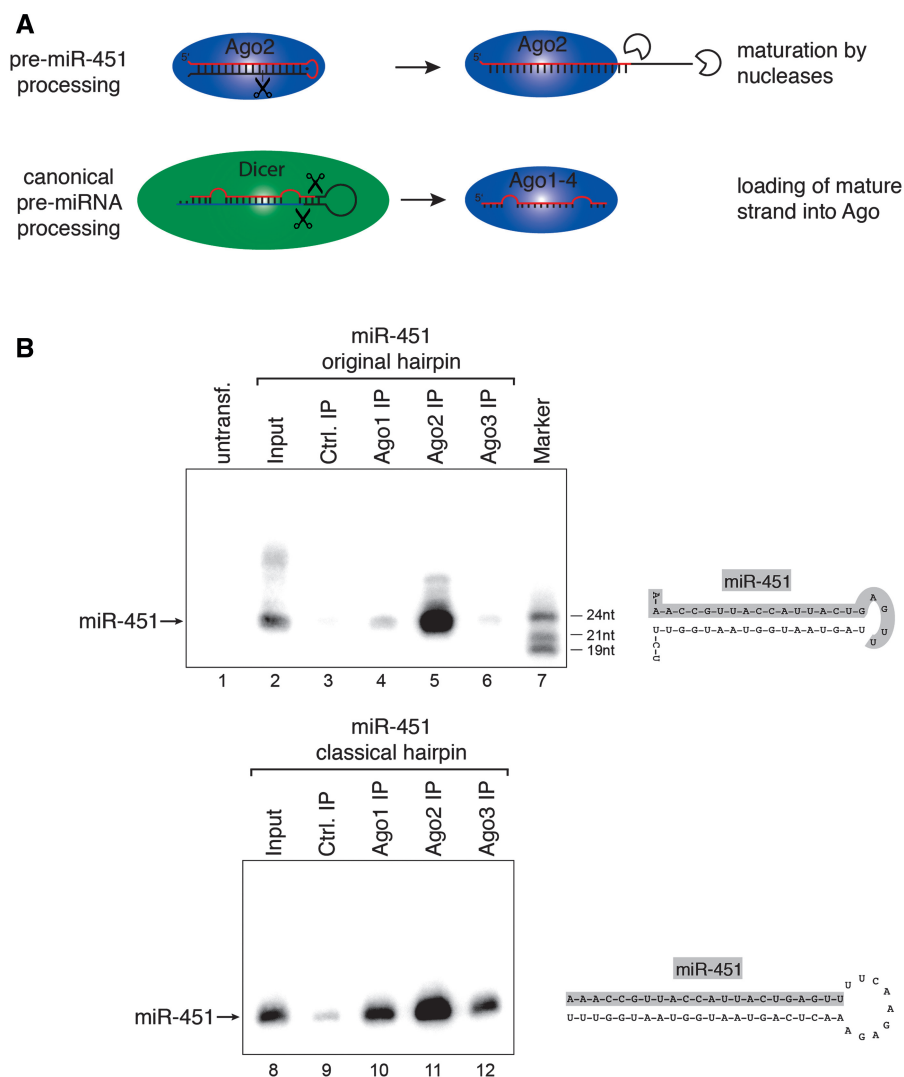 A
pre-miR-451
processing
5'
Ago2
5'
Ago2
maturation by
nucleases
canonical
pre-miRNA
processing
Dicer
5'
Ago1-4
loading of mature
strand into Ago
B
miR-451
original hairpin
untransf.
Input
Ctrl. IP
Ago1 IP
Ago2 IP
Ago3 IP
Marker
miR-451
24nt
21nt
19nt
1 2 3 4 5 6 7
miR-451
A-
A-A-C-C-G-U-U-A-C-C-A-U-U-A-C-U-G
A
G
U
U
U-U-G-G-U-A-A-U-G-G-U-A-A-U-G-A-U
-C-U
miR-451
classical hairpin
Input
Ctrl. IP
Ago1 IP
Ago2 IP
Ago3 IP
miR-451
8 9 10 11 12
miR-451
A-A-A-C-C-G-U-U-A-C-C-A-U-U-A-C-U-G-A-G-U-U
U
U
C
A
A
G
A
G
A
U-U-U-G-G-U-A-A-U-G-G-U-A-A-U-G-A-C-U-C-A-A